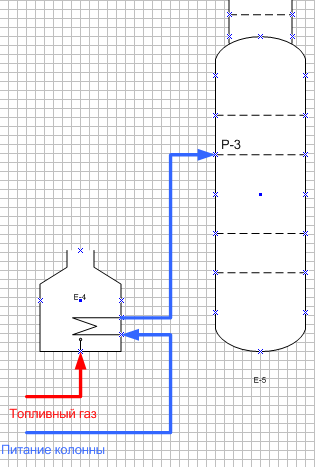 P-3
E-4
E-5
Топливный газ
Питание колонны